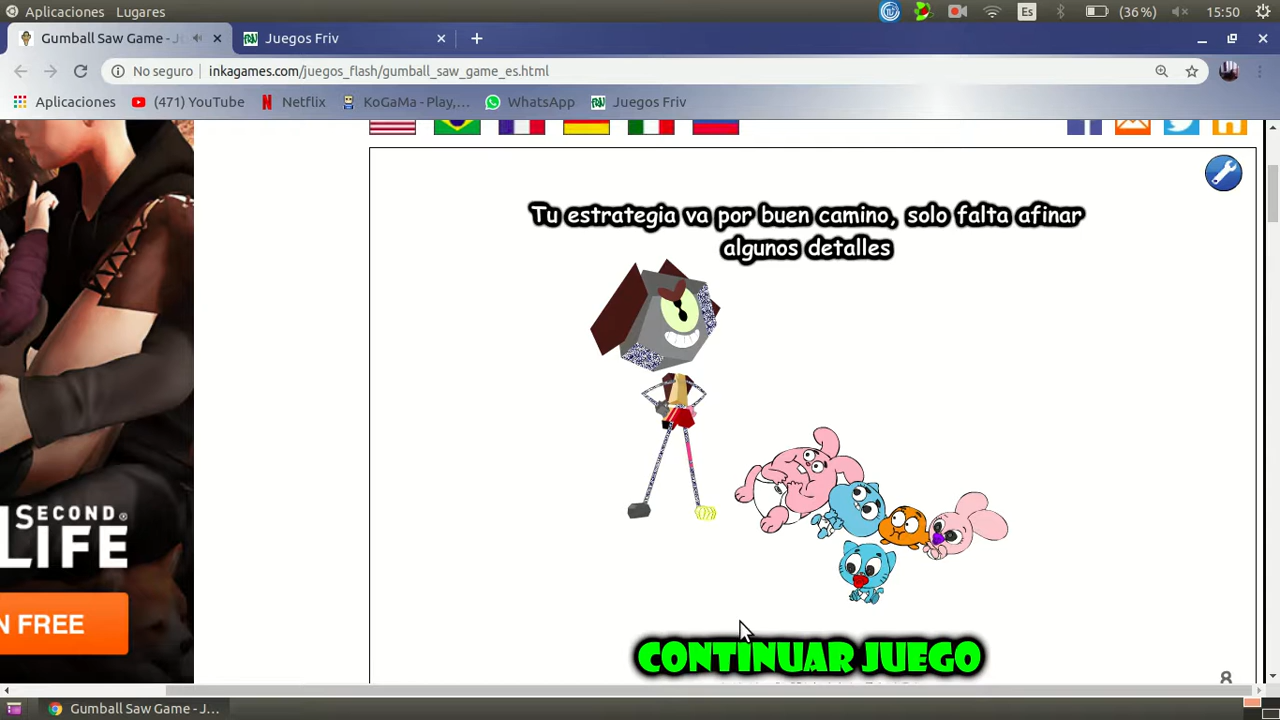 Aplicaciones Lugares Es (36%) 15:50
Gumball Saw Game - J Juegos Friv
No seguro inkagames.com/juegos_flash/gumball_saw_game_es.html
Aplicaciones (471) YouTube Netflix KoGaMa - Play,... WhatsApp Juegos Friv
Tu estrategia va por buen camino, solo falta afinar
algunos detalles
SECOND
LIFE
N FREE
CONTINUAR JUEGO
8
Gumball Saw Game - J...